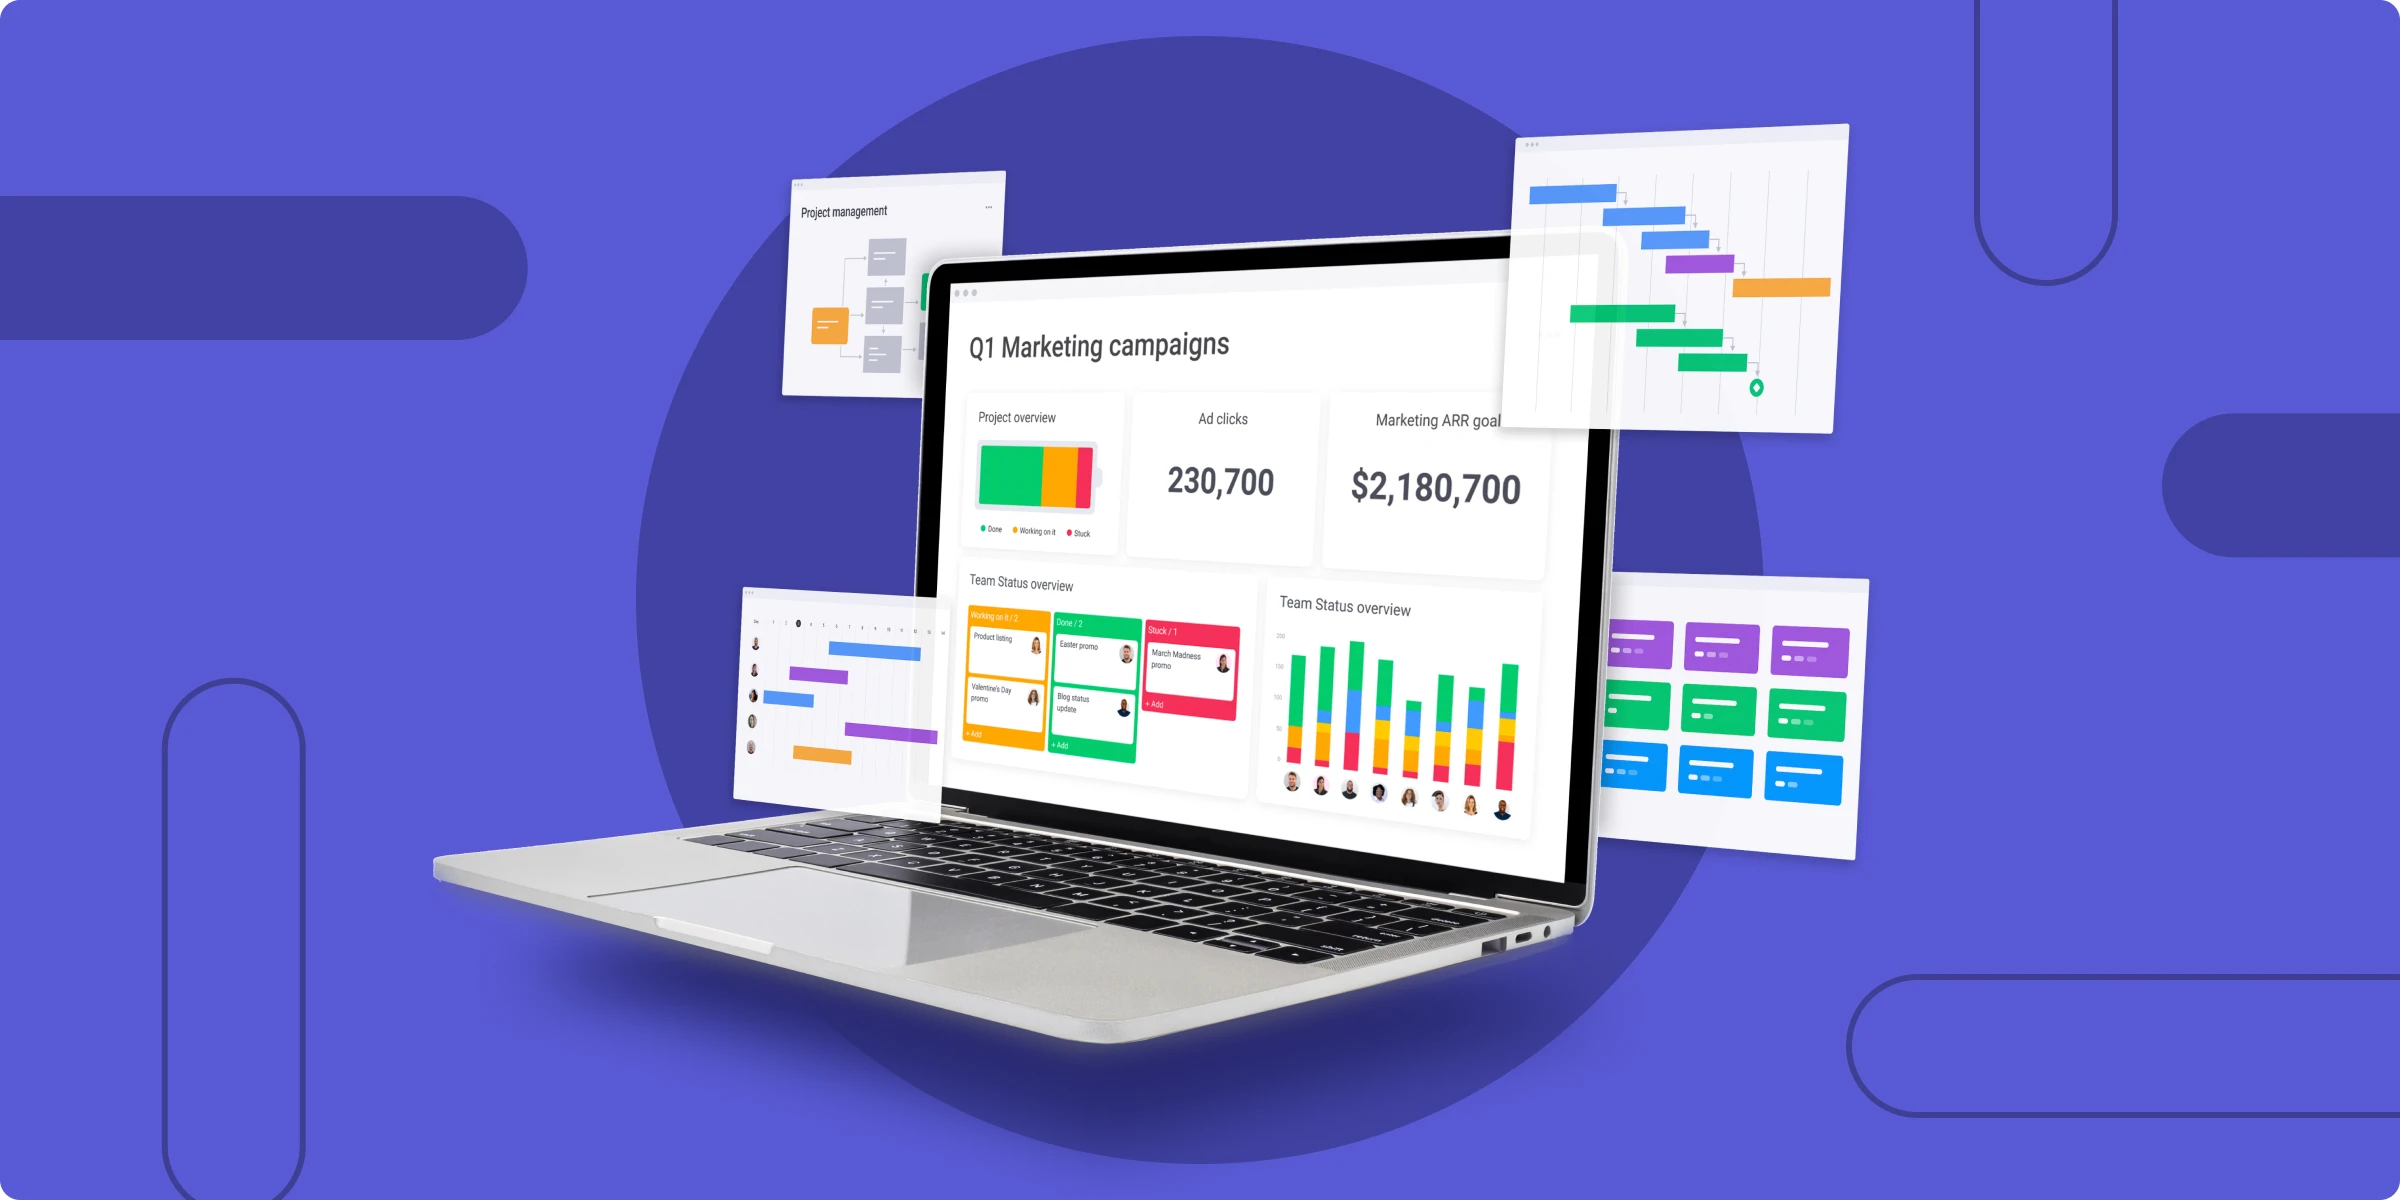 Project management
Q1 Marketing campaigns
Project overview
Done
Working on it
Stuck
Ad clicks
230,700
Marketing ARR goal
$2,180,700
Team Status overview
Working on it / 2
Product listing
Valentine's Day
promo
+ Add
Done / 2
Easter promo
Blog status
update
+ Add
Stuck / 1
March Madness
promo
+ Add
Team Status overview
200
150
100
50
0